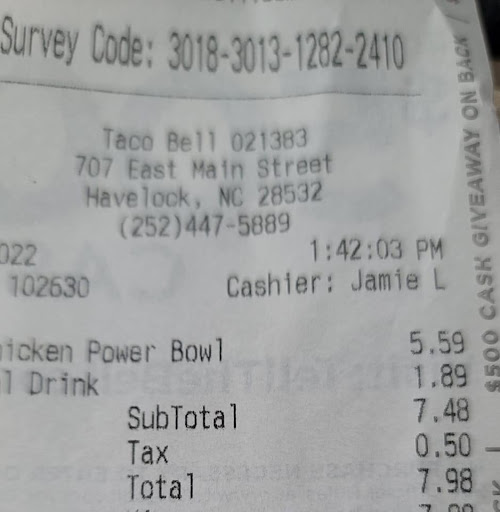 Survey Code: 3018-3013-1282-2410
Taco Bell 021383
707 East Main Street
Havelock, NC 28532
(252)447-5889
022 1:42:03 PM
102630 Cashier: Jamie L
icken Power Bowl 5.59
l Drink 1.89
SubTotal 7.48
Tax 0.50
Total 7.98
$500 CASH GIVEAWAY ON BACK /